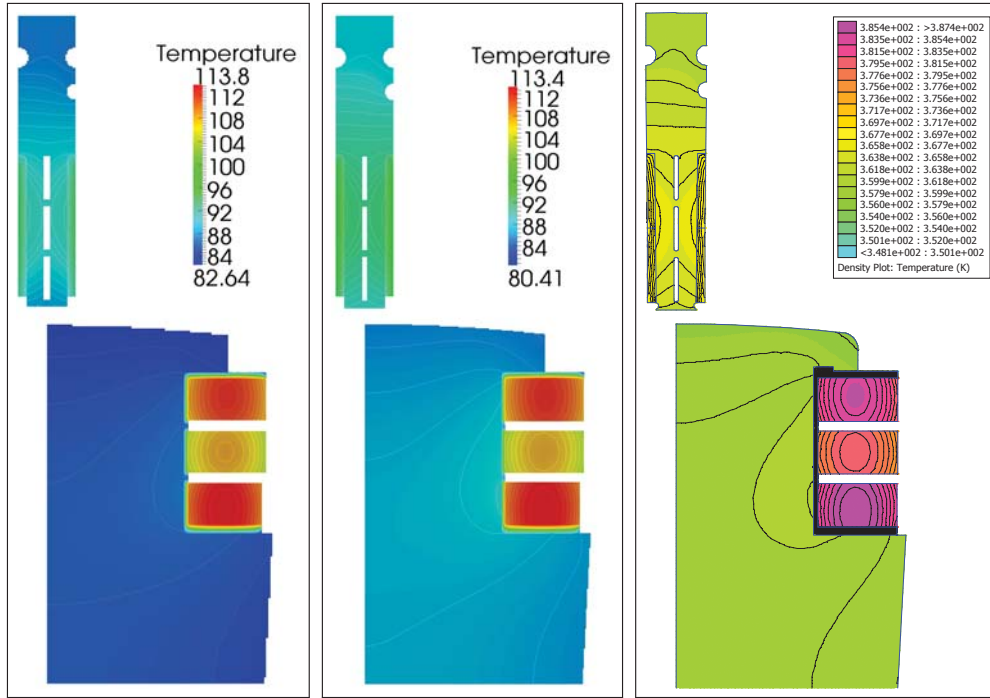 Temperature
113.8
112
108
104
100
96
92
88
84
82.64
Temperature
113.4
112
108
104
100
96
92
88
84
80.41
3.854e+002 : >3.874e+002
3.835e+002 : 3.854e+002
3.815e+002 : 3.835e+002
3.795e+002 : 3.815e+002
3.776e+002 : 3.795e+002
3.756e+002 : 3.776e+002
3.736e+002 : 3.756e+002
3.717e+002 : 3.736e+002
3.697e+002 : 3.717e+002
3.677e+002 : 3.697e+002
3.658e+002 : 3.677e+002
3.638e+002 : 3.658e+002
3.618e+002 : 3.638e+002
3.599e+002 : 3.618e+002
3.579e+002 : 3.599e+002
3.560e+002 : 3.579e+002
3.540e+002 : 3.560e+002
3.520e+002 : 3.540e+002
3.501e+002 : 3.520e+002
<3.481e+002 : 3.501e+002
Density Plot: Temperature (K)